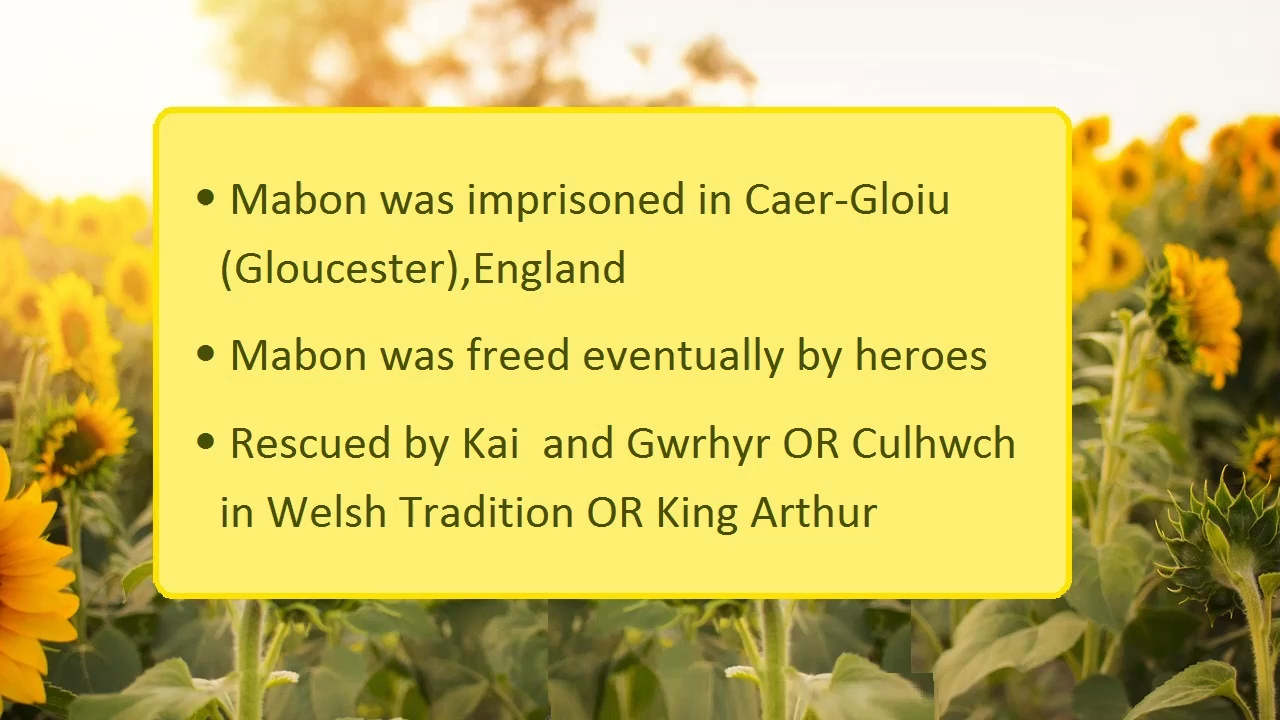 • Mabon was imprisoned in Caer-Gloiu
(Gloucester),England
• Mabon was freed eventually by heroes
• Rescued by Kai  and Gwrhyr OR Culhwch
in Welsh Tradition OR King Arthur